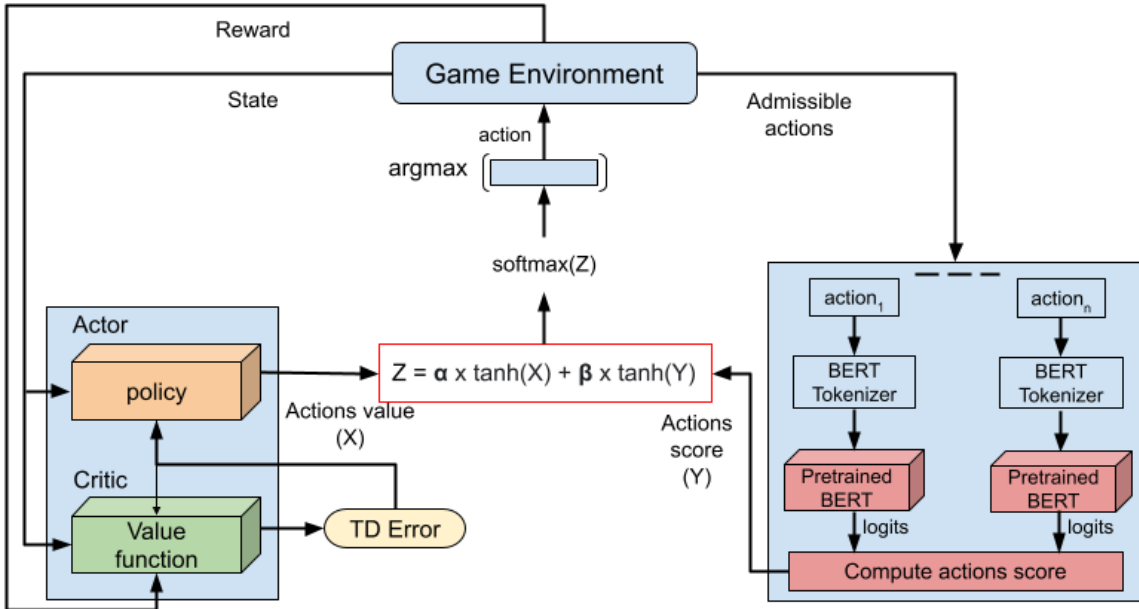 Reward
Game Environment
State
Admissible
actions
action
argmax
softmax(Z)
Actor
policy
Z = α x tanh(X) + β x tanh(Y)
Actions value
(X)
Actions
score
(Y)
Critic
Value
function
TD Error
action₁
actionₙ
BERT
Tokenizer
BERT
Tokenizer
Pretrained
BERT
Pretrained
BERT
logits
logits
Compute actions score